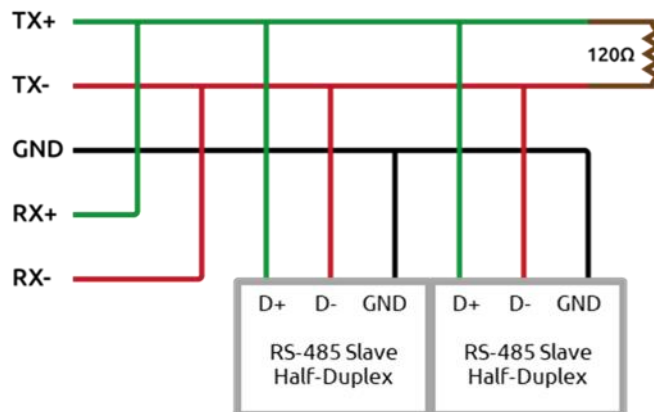 TX+
120Ω
TX-
GND
RX+
RX-
D+ D- GND
RS-485 Slave
Half-Duplex
D+ D- GND
RS-485 Slave
Half-Duplex